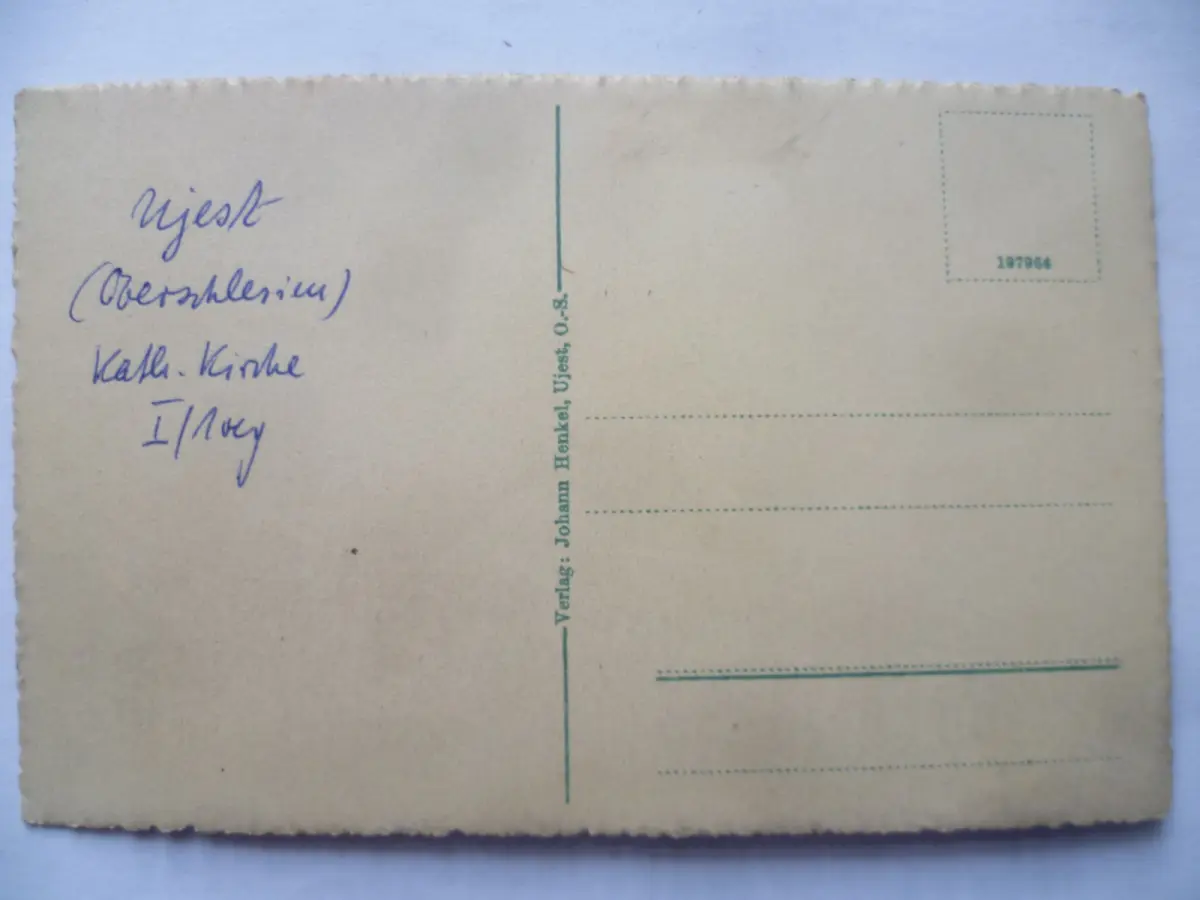 Ujest
(Oberschlesien)
Kath. Kirche
I/
Verlag: Johann Henkel, Ujest, O.-S.
197964